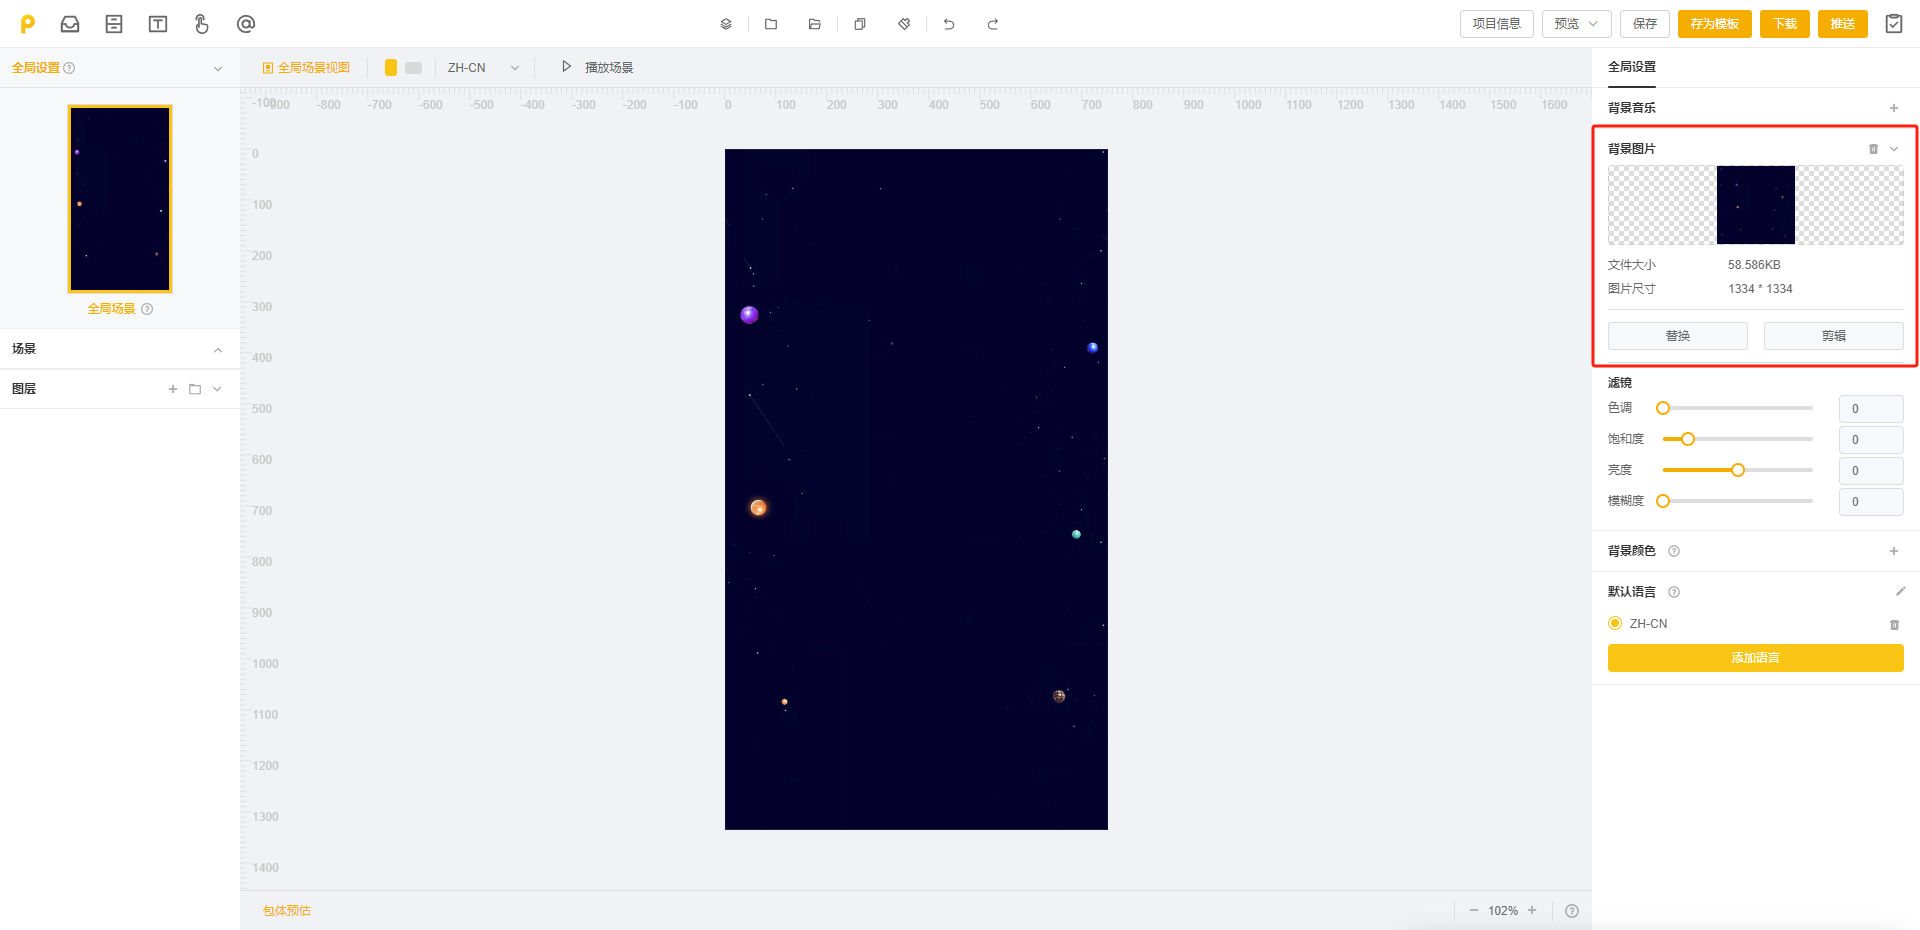 项目信息
预览
保存
存为模板
下载
推送
全局设置
全局场景视图
ZH-CN
播放场景
全局设置
-1000
-900 -800 -700 -600 -500 -400 -300 -200 -100 0 100 200 300 400 500 600 700 800 900 1000 1100 1200 1300 1400 1500 1600
背景音乐
背景图片
文件大小 58.586KB
图片尺寸 1334 * 1334
替换 剪辑
全局场景
场景
图层
0
100
200
300
400
500
600
700
800
900
1000
1100
1200
1300
1400
滤镜
色调 0
饱和度 0
亮度 0
模糊度 0
背景颜色
默认语言
ZH-CN
添加语言
包体预估
102%